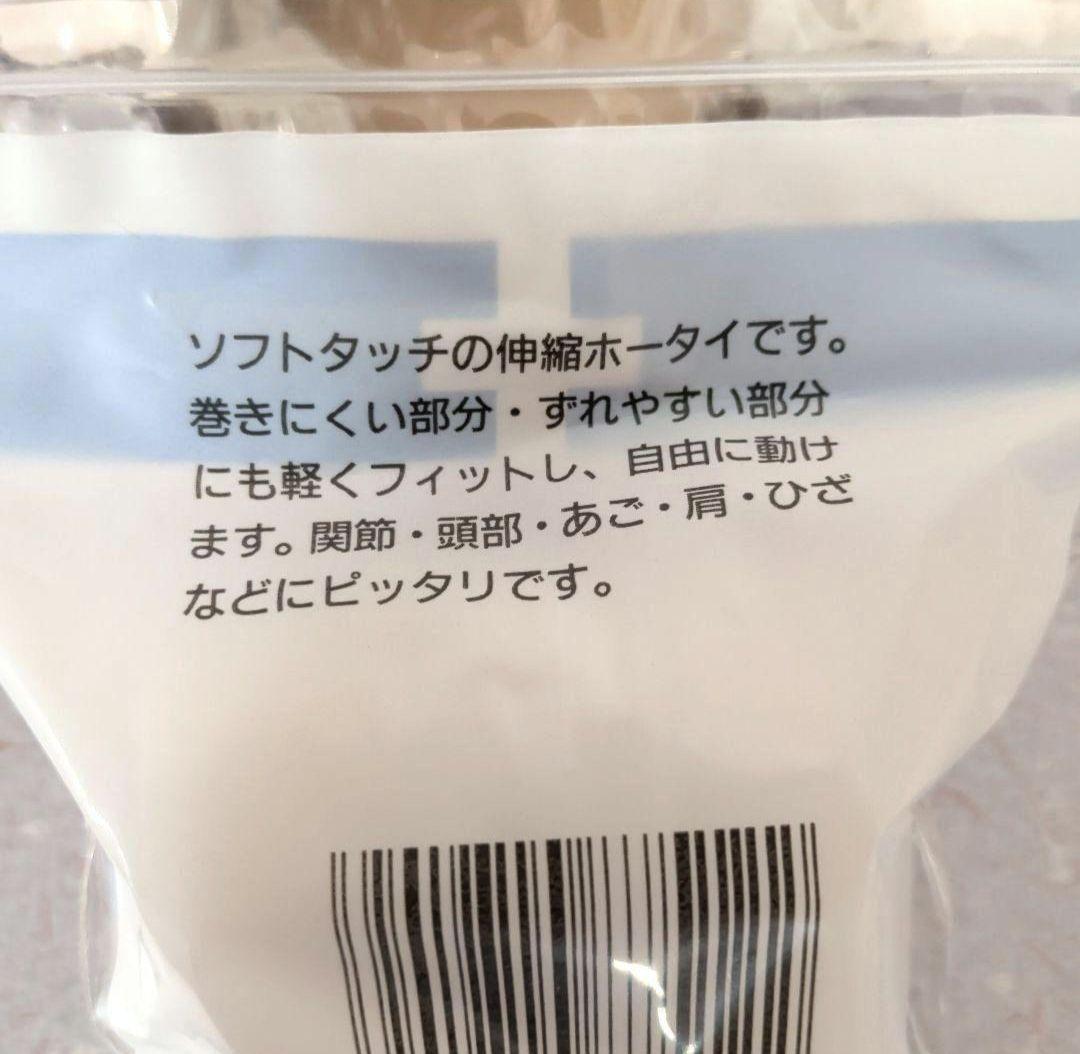 ソフトタッチの伸縮ホータイです。
巻きにくい部分・ずれやすい部分
にも軽くフィットし、自由に動け
ます。関節・頭部・あご・肩・ひざ
などにピッタリです。